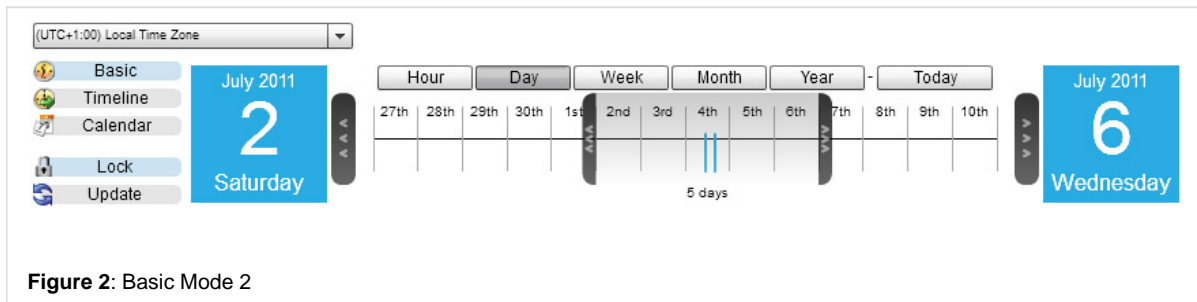 (UTC+1:00) Local Time Zone
Basic
Timeline
Calendar
Lock
Update
July 2011
2
Saturday
Hour Day Week Month Year - Today
27th 28th 29th 30th 1st 2nd 3rd 4th 5th 6th 7th 8th 9th 10th
5 days
July 2011
6
Wednesday
Figure 2: Basic Mode 2